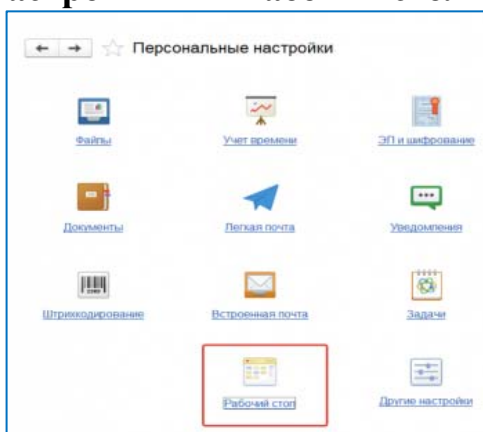 Персональные настройки
Файлы Учет времени ЭП и шифрование
Документы Легкая почта Уведомления
Штрихкодирование Встроенная почта Задачи
Рабочий стол Другие настройки